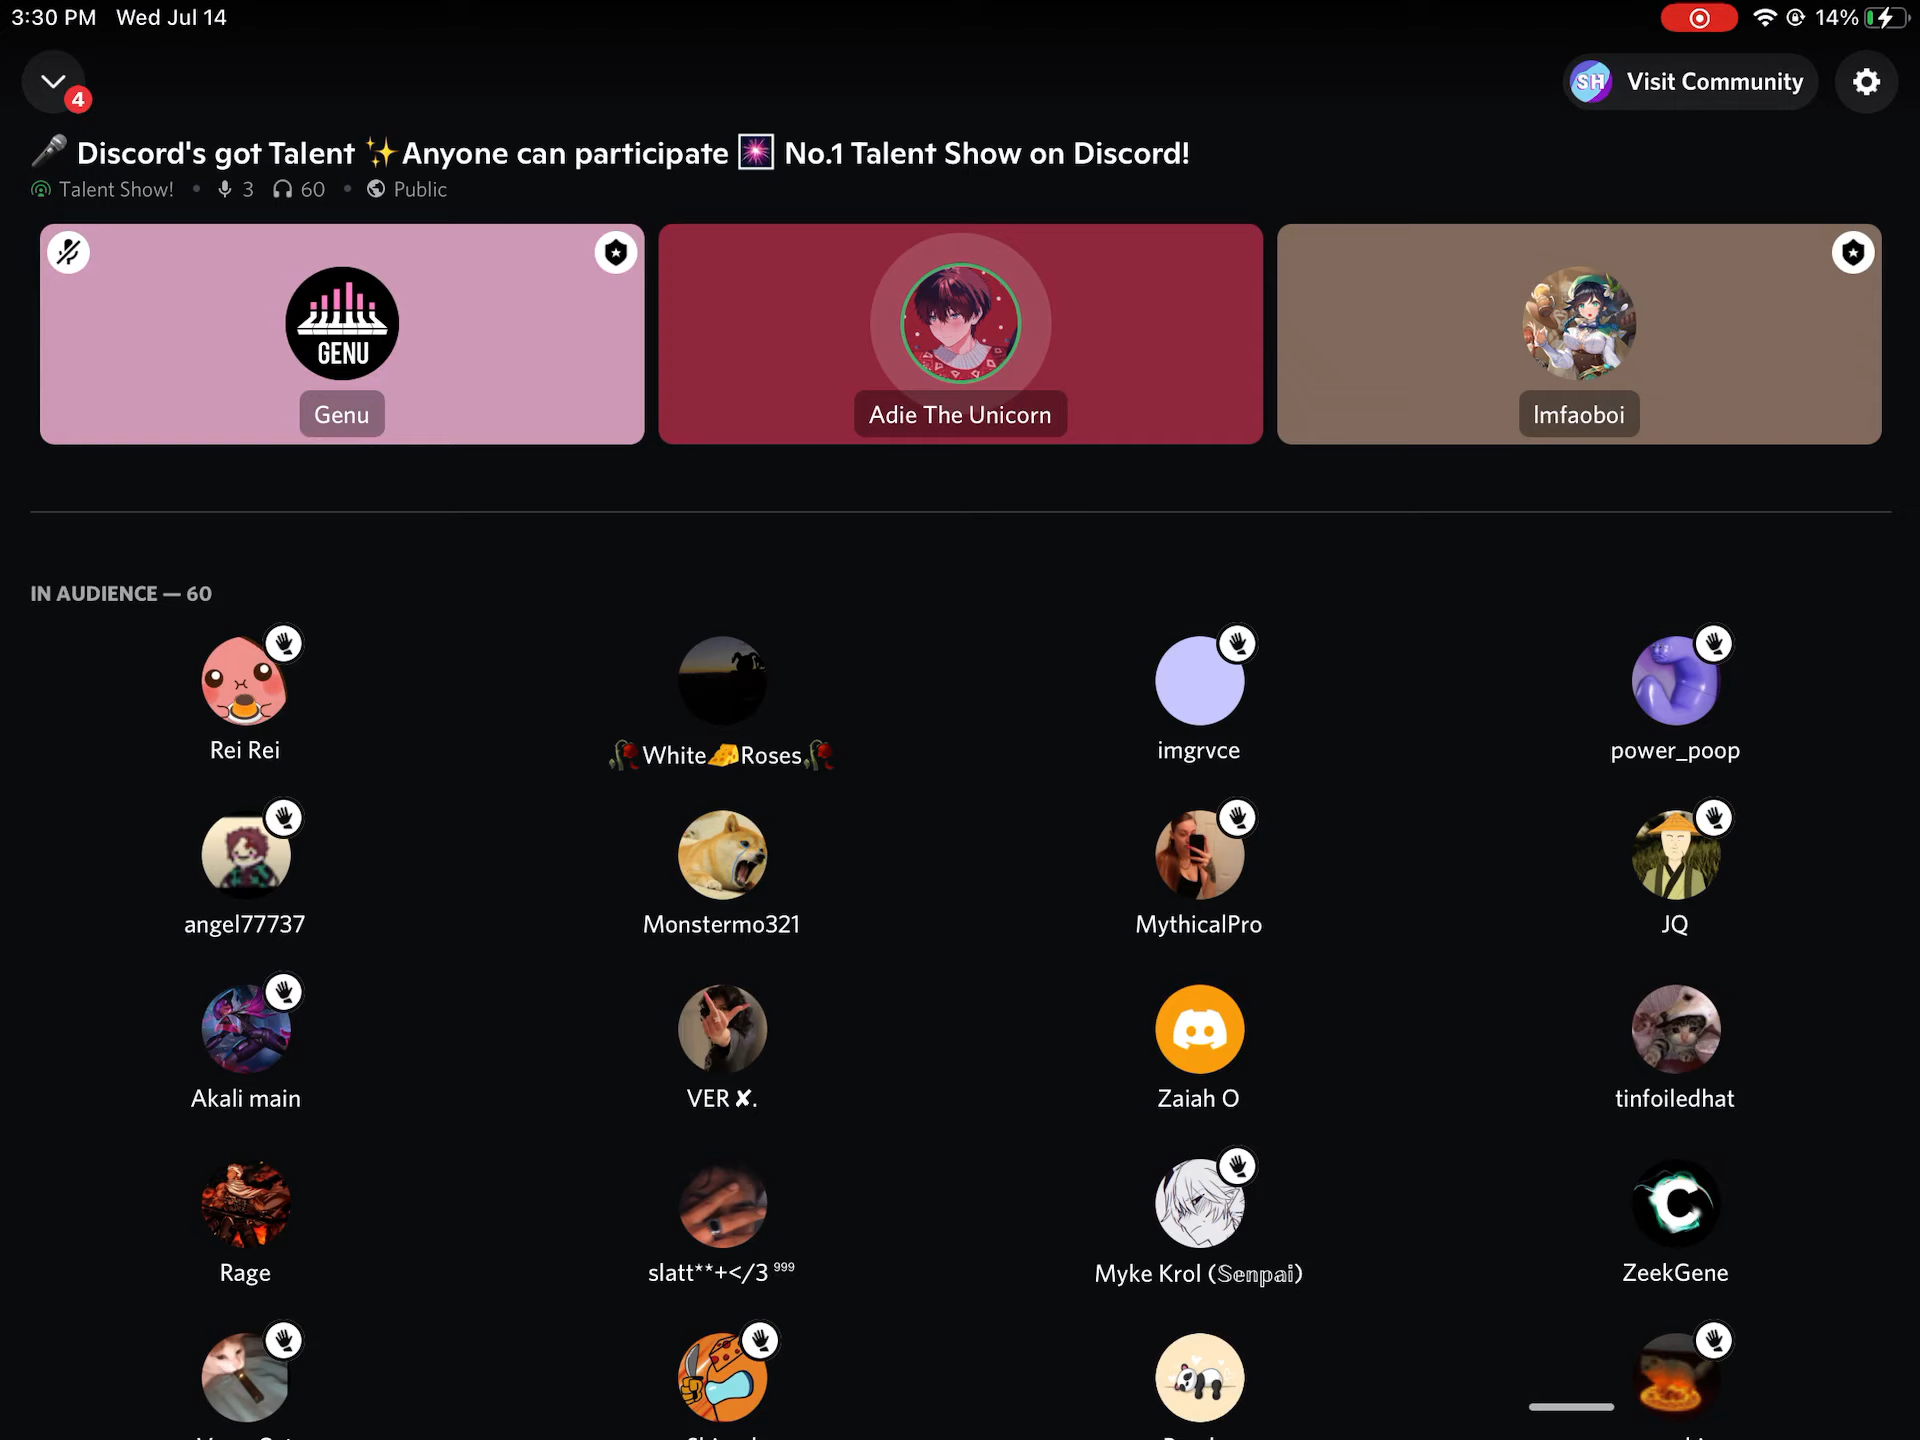 3:30 PM Wed Jul 14 14%
4
SH Visit Community
🎤 Discord's got Talent ✨Anyone can participate 🎆 No.1 Talent Show on Discord!
Talent Show! • 3 60 • Public
GENU
Genu Adie The Unicorn lmfaoboi
IN AUDIENCE — 60
Rei Rei 🥀White🧀Roses🥀 imgrvce power_poop
angel77737 Monstermo321 MythicalPro JQ
Akali main VER ✘. Zaiah O tinfoiledhat
C
Rage slatt**+</3 ⁹⁹⁹ Myke Krol (𝕊𝕖𝕟𝕡𝕒𝕚) ZeekGene